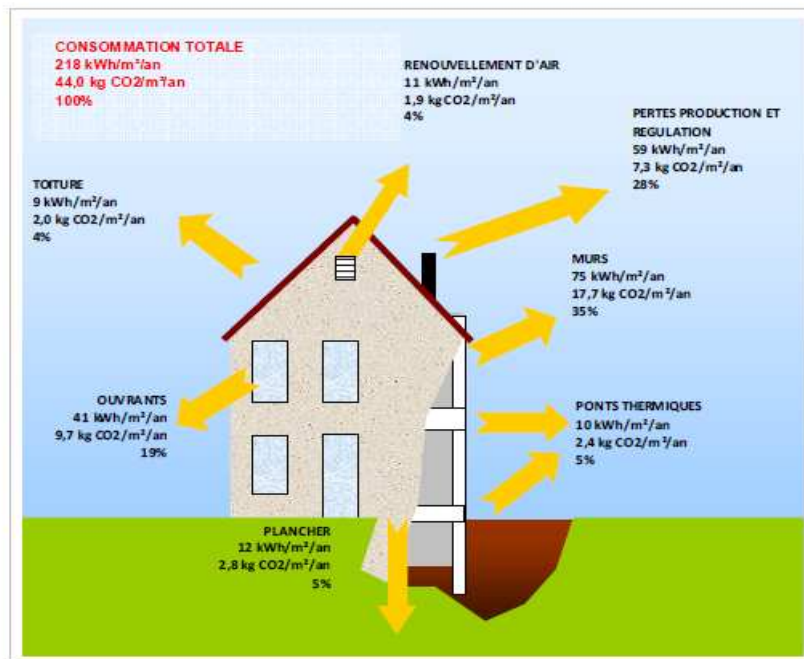 CONSOMMATION TOTALE
218 kWh/m²/an
44,0 kg CO2/m²/an
100%
RENOUVELLEMENT D'AIR
11 kWh/m²/an
1,9 kgCO2/m²/an
4%
PERTES PRODUCTION ET
REGULATION
59 kWh/m²/an
7,3 kg CO2/m²/an
28%
TOITURE
9 kWh/m²/an
2,0 kg CO2/m²/an
4%
MURS
75 kWh/m²/an
17,7 kg CO2/m²/an
35%
OUVRANTS
41 kWh/m²/an
9,7 kg CO2/m²/an
19%
PONTS THERMIQUES
10 kWh/m²/an
2,4 kg CO2/m²/an
5%
PLANCHER
12 kWh/m²/an
2,8 kg CO2/m²/an
5%